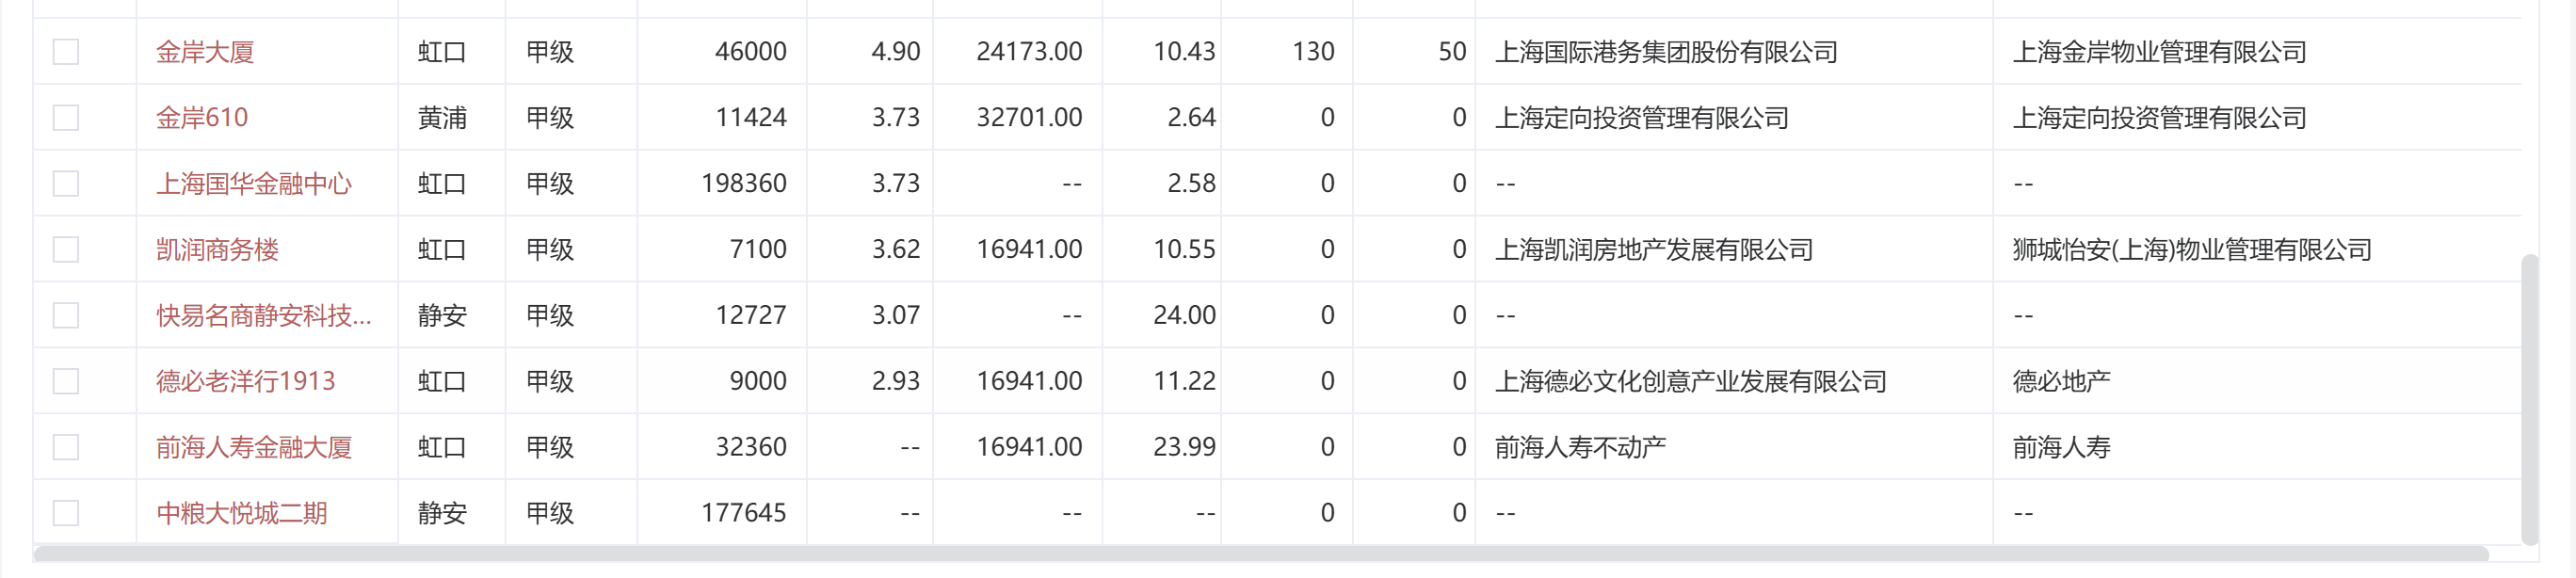 金岸大厦 虹口 甲级 46000 4.90 24173.00 10.43 130 50 上海国际港务集团股份有限公司 上海金岸物业管理有限公司
金岸610 黄浦 甲级 11424 3.73 32701.00 2.64 0 0 上海定向投资管理有限公司 上海定向投资管理有限公司
上海国华金融中心 虹口 甲级 198360 3.73 -- 2.58 0 0 -- --
凯润商务楼 虹口 甲级 7100 3.62 16941.00 10.55 0 0 上海凯润房地产发展有限公司 狮城怡安(上海)物业管理有限公司
快易名商静安科技... 静安 甲级 12727 3.07 -- 24.00 0 0 -- --
德必老洋行1913 虹口 甲级 9000 2.93 16941.00 11.22 0 0 上海德必文化创意产业发展有限公司 德必地产
前海人寿金融大厦 虹口 甲级 32360 -- 16941.00 23.99 0 0 前海人寿不动产 前海人寿
中粮大悦城二期 静安 甲级 177645 -- -- -- 0 0 -- --